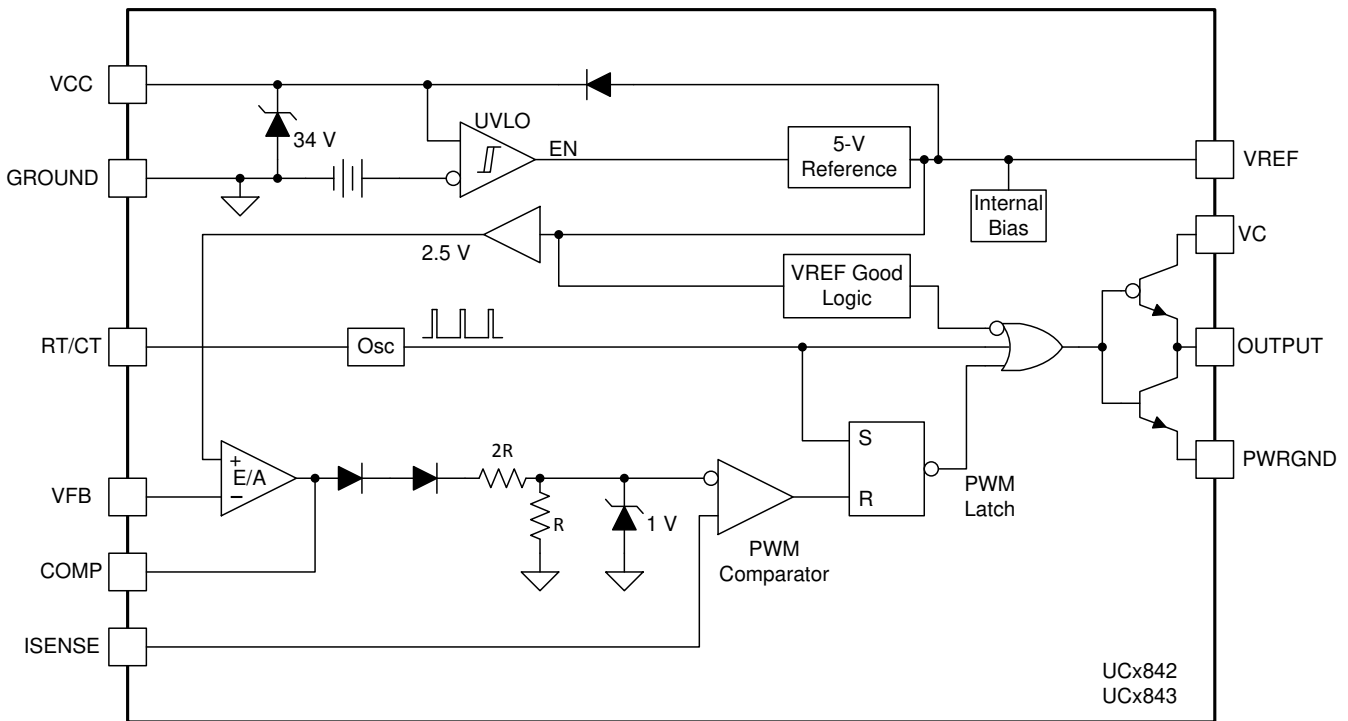 VCC
34 V
UVLO
EN
5-V
Reference
VREF
GROUND
Internal
Bias
2.5 V
VC
VREF Good
Logic
RT/CT
Osc
OUTPUT
2R
S
+
E/A
−
PWRGND
VFB
R
1 V
R
PWM
Latch
PWM
Comparator
COMP
ISENSE
UCx842
UCx843